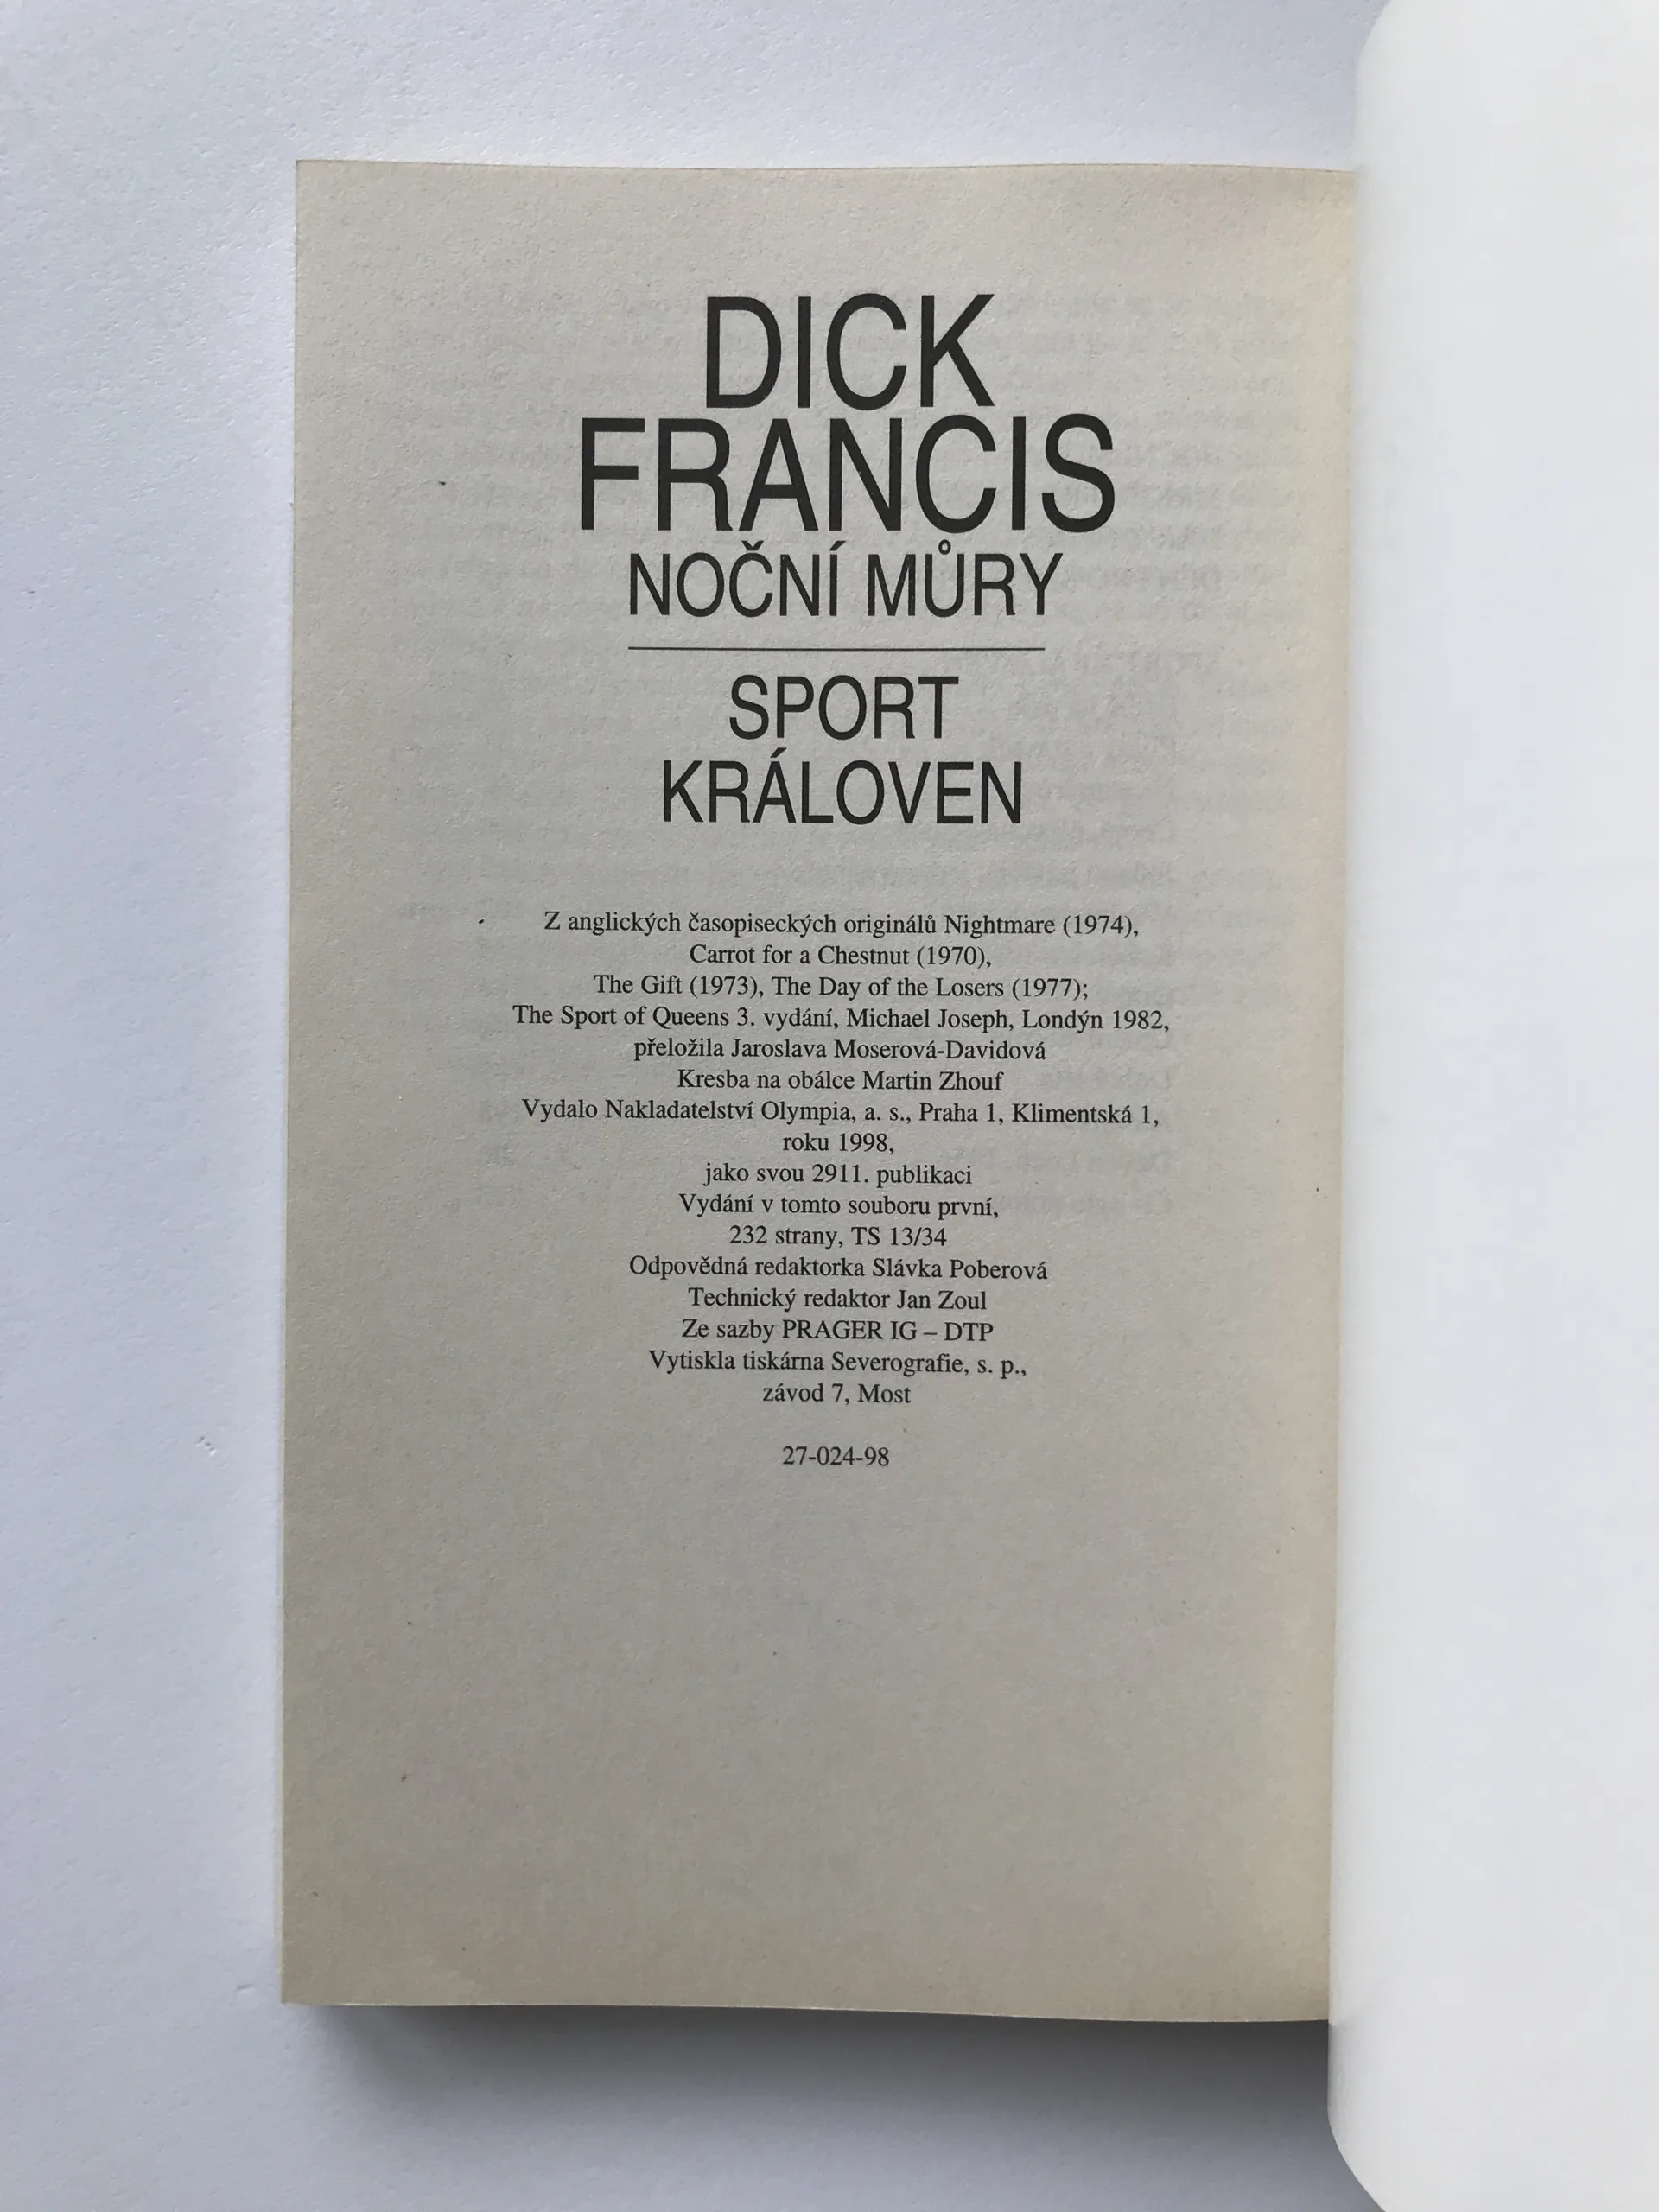 DICK
FRANCIS
NOČNÍ MŮRY
SPORT
KRÁLOVEN
Z anglických časopiseckých originálů Nightmare (1974),
Carrot for a Chestnut (1970),
The Gift (1973), The Day of the Losers (1977);
The Sport of Queens 3. vydání, Michael Joseph, Londýn 1982,
přeložila Jaroslava Moserová-Davidová
Kresba na obálce Martin Zhouf
Vydalo Nakladatelství Olympia, a. s., Praha 1, Klimentská 1,
roku 1998,
jako svou 2911. publikaci
Vydání v tomto souboru první,
232 strany, TS 13/34
Odpovědná redaktorka Slávka Poberová
Technický redaktor Jan Zoul
Ze sazby PRAGER IG – DTP
Vytiskla tiskárna Severografie, s. p.,
závod 7, Most
27-024-98